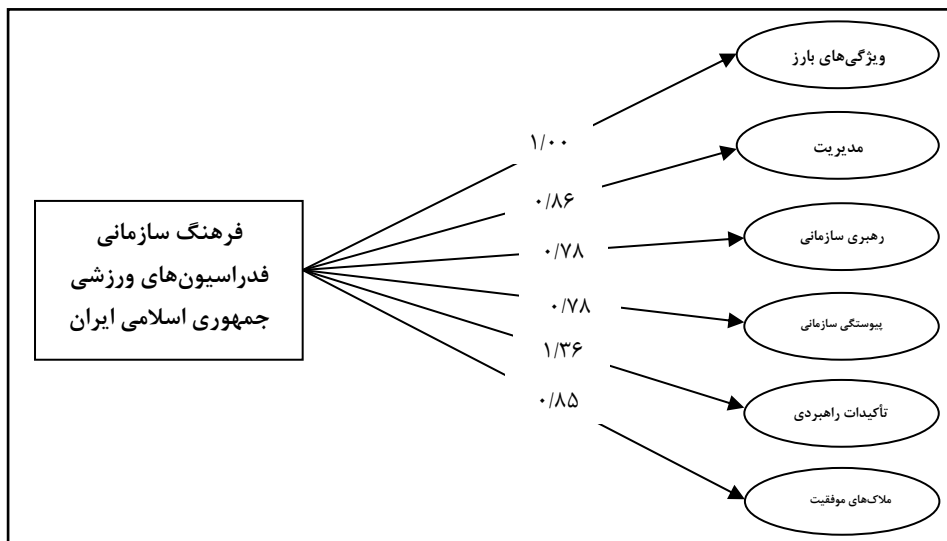 ویژگی‌های بارز
۱/۰۰
مدیریت
۰/۸۶
فرهنگ سازمانی
فدراسیون‌های ورزشی
جمهوری اسلامی ایران
رهبری سازمانی
۰/۷۸
پیوستگی سازمانی
۰/۷۸
۱/۳۶
تأکیدات راهبردی
۰/۸۵
ملاک‌های موفقیت